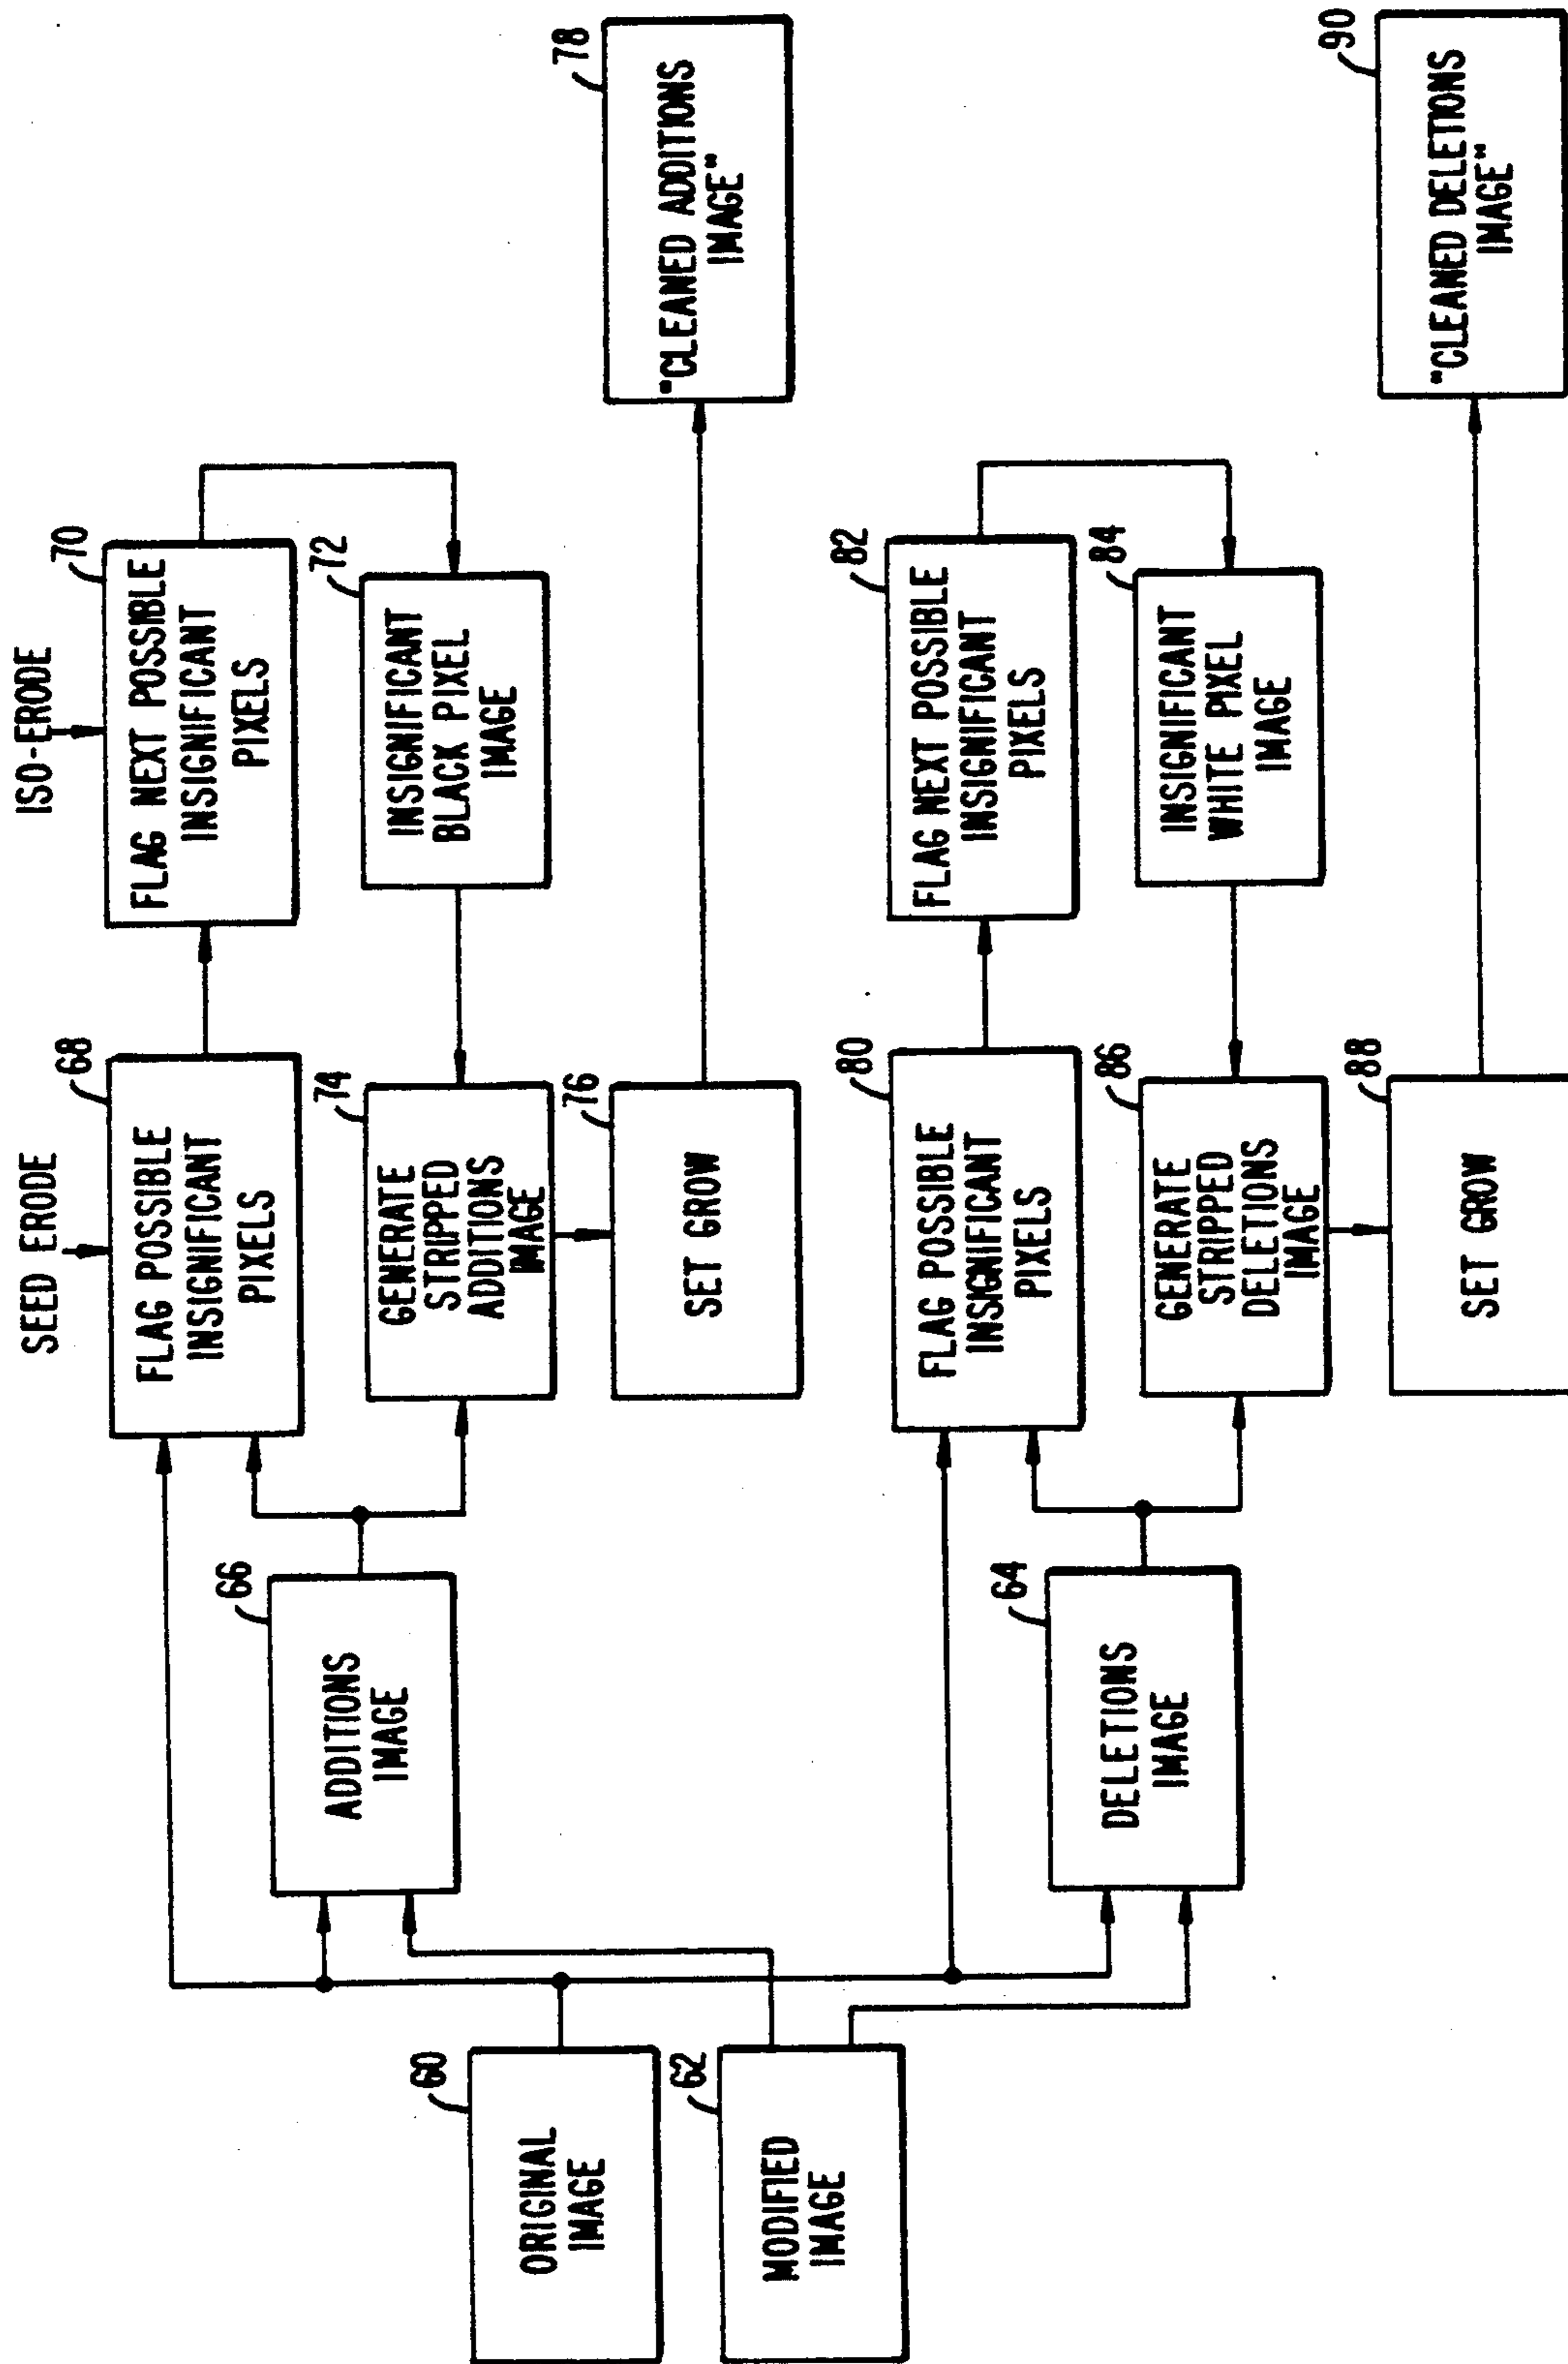 60
ORIGINAL
IMAGE
62
MODIFIED
IMAGE
66
ADDITIONS
IMAGE
64
DELETIONS
IMAGE
SEED ERODE
68
FLAG POSSIBLE
INSIGNIFICANT
PIXELS
ISO-ERODE
70
FLAG NEXT POSSIBLE
INSIGNIFICANT
PIXELS
72
INSIGNIFICANT
BLACK PIXEL
IMAGE
74
GENERATE
STRIPPED
ADDITIONS
IMAGE
76
SET GROW
78
"CLEANED ADDITIONS
IMAGE"
80
FLAG POSSIBLE
INSIGNIFICANT
PIXELS
82
FLAG NEXT POSSIBLE
INSIGNIFICANT
PIXELS
84
INSIGNIFICANT
WHITE PIXEL
IMAGE
86
GENERATE
STRIPPED
DELETIONS
IMAGE
88
SET GROW
90
"CLEANED DELETIONS
IMAGE"